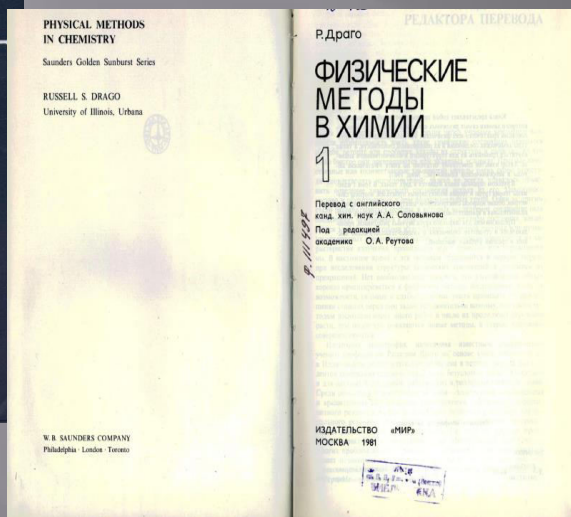 PHYSICAL METHODS
IN CHEMISTRY
Saunders Golden Sunburst Series
RUSSELL S. DRAGO
University of Illinois, Urbana
W. B. SAUNDERS COMPANY
Philadelphia · London · Toronto
РЕДАКТОРА ПЕРЕВОДА
Р.Драго
ФИЗИЧЕСКИЕ
МЕТОДЫ
В ХИМИИ
1
Перевод с английского
канд. хим. наук А.А. Соловьянова
Под редакцией
академика О.А.Реутова
ИЗДАТЕЛЬСТВО «МИР»
МОСКВА 1981